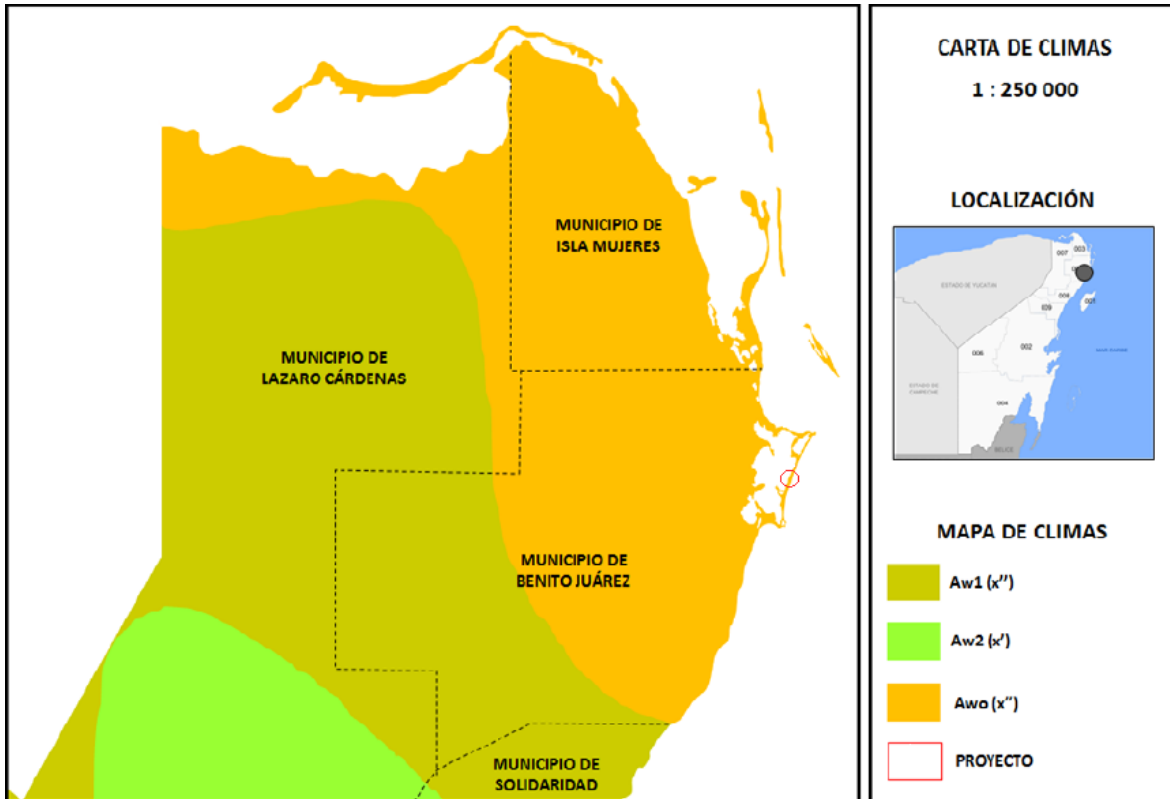 MUNICIPIO DE
ISLA MUJERES
MUNICIPIO DE
LAZARO CÁRDENAS
MUNICIPIO DE
BENITO JUÁREZ
MUNICIPIO DE
SOLIDARIDAD
CARTA DE CLIMAS
1 : 250 000
LOCALIZACIÓN
007
003
ESTADO DE YUCATAN
001
009
002
006
ESTADO DE
CAMPECHE
BELICE
MAPA DE CLIMAS
Aw1 (x'')
Aw2 (x')
Awo (x'')
PROYECTO